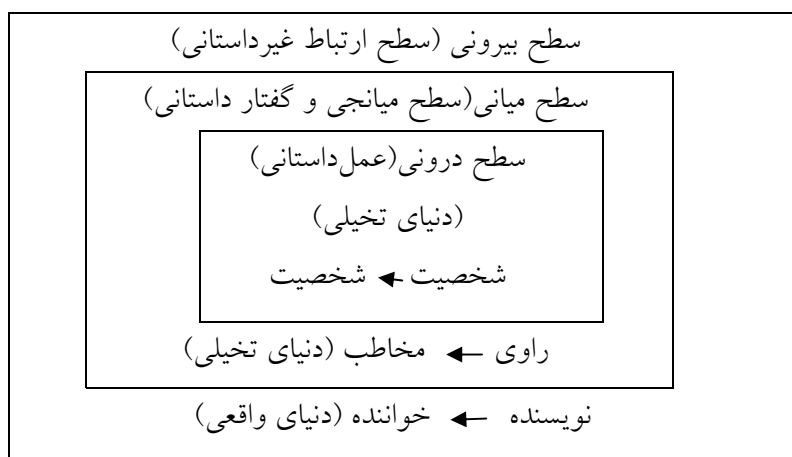 سطح بیرونی (سطح ارتباط غیرداستانی)
سطح میانی(سطح میانجی و گفتار داستانی)
سطح درونی(عمل‌داستانی)
(دنیای تخیلی)
شخصیت ← شخصیت
راوی ← مخاطب (دنیای تخیلی)
نویسنده ← خواننده (دنیای واقعی)